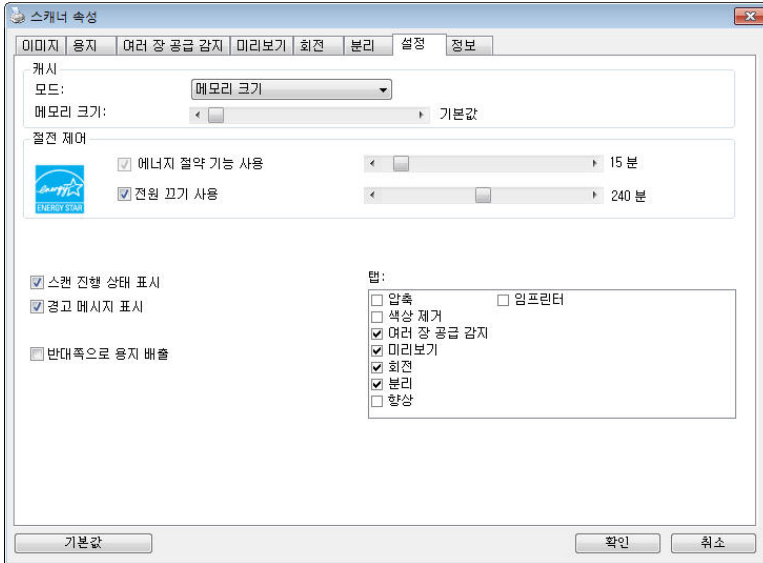 스캐너 속성
이미지 용지 여러 장 공급 감지 미리보기 회전 분리 설정 정보
캐시
모드: 메모리 크기
메모리 크기: 기본값
절전 제어
에너지 절약 기능 사용 15 분
energy
ENERGY STAR
전원 끄기 사용 240 분
탭:
스캔 진행 상태 표시
경고 메시지 표시
반대쪽으로 용지 배출
압축 임프린터
색상 제거
여러 장 공급 감지
미리보기
회전
분리
향상
기본값 확인 취소